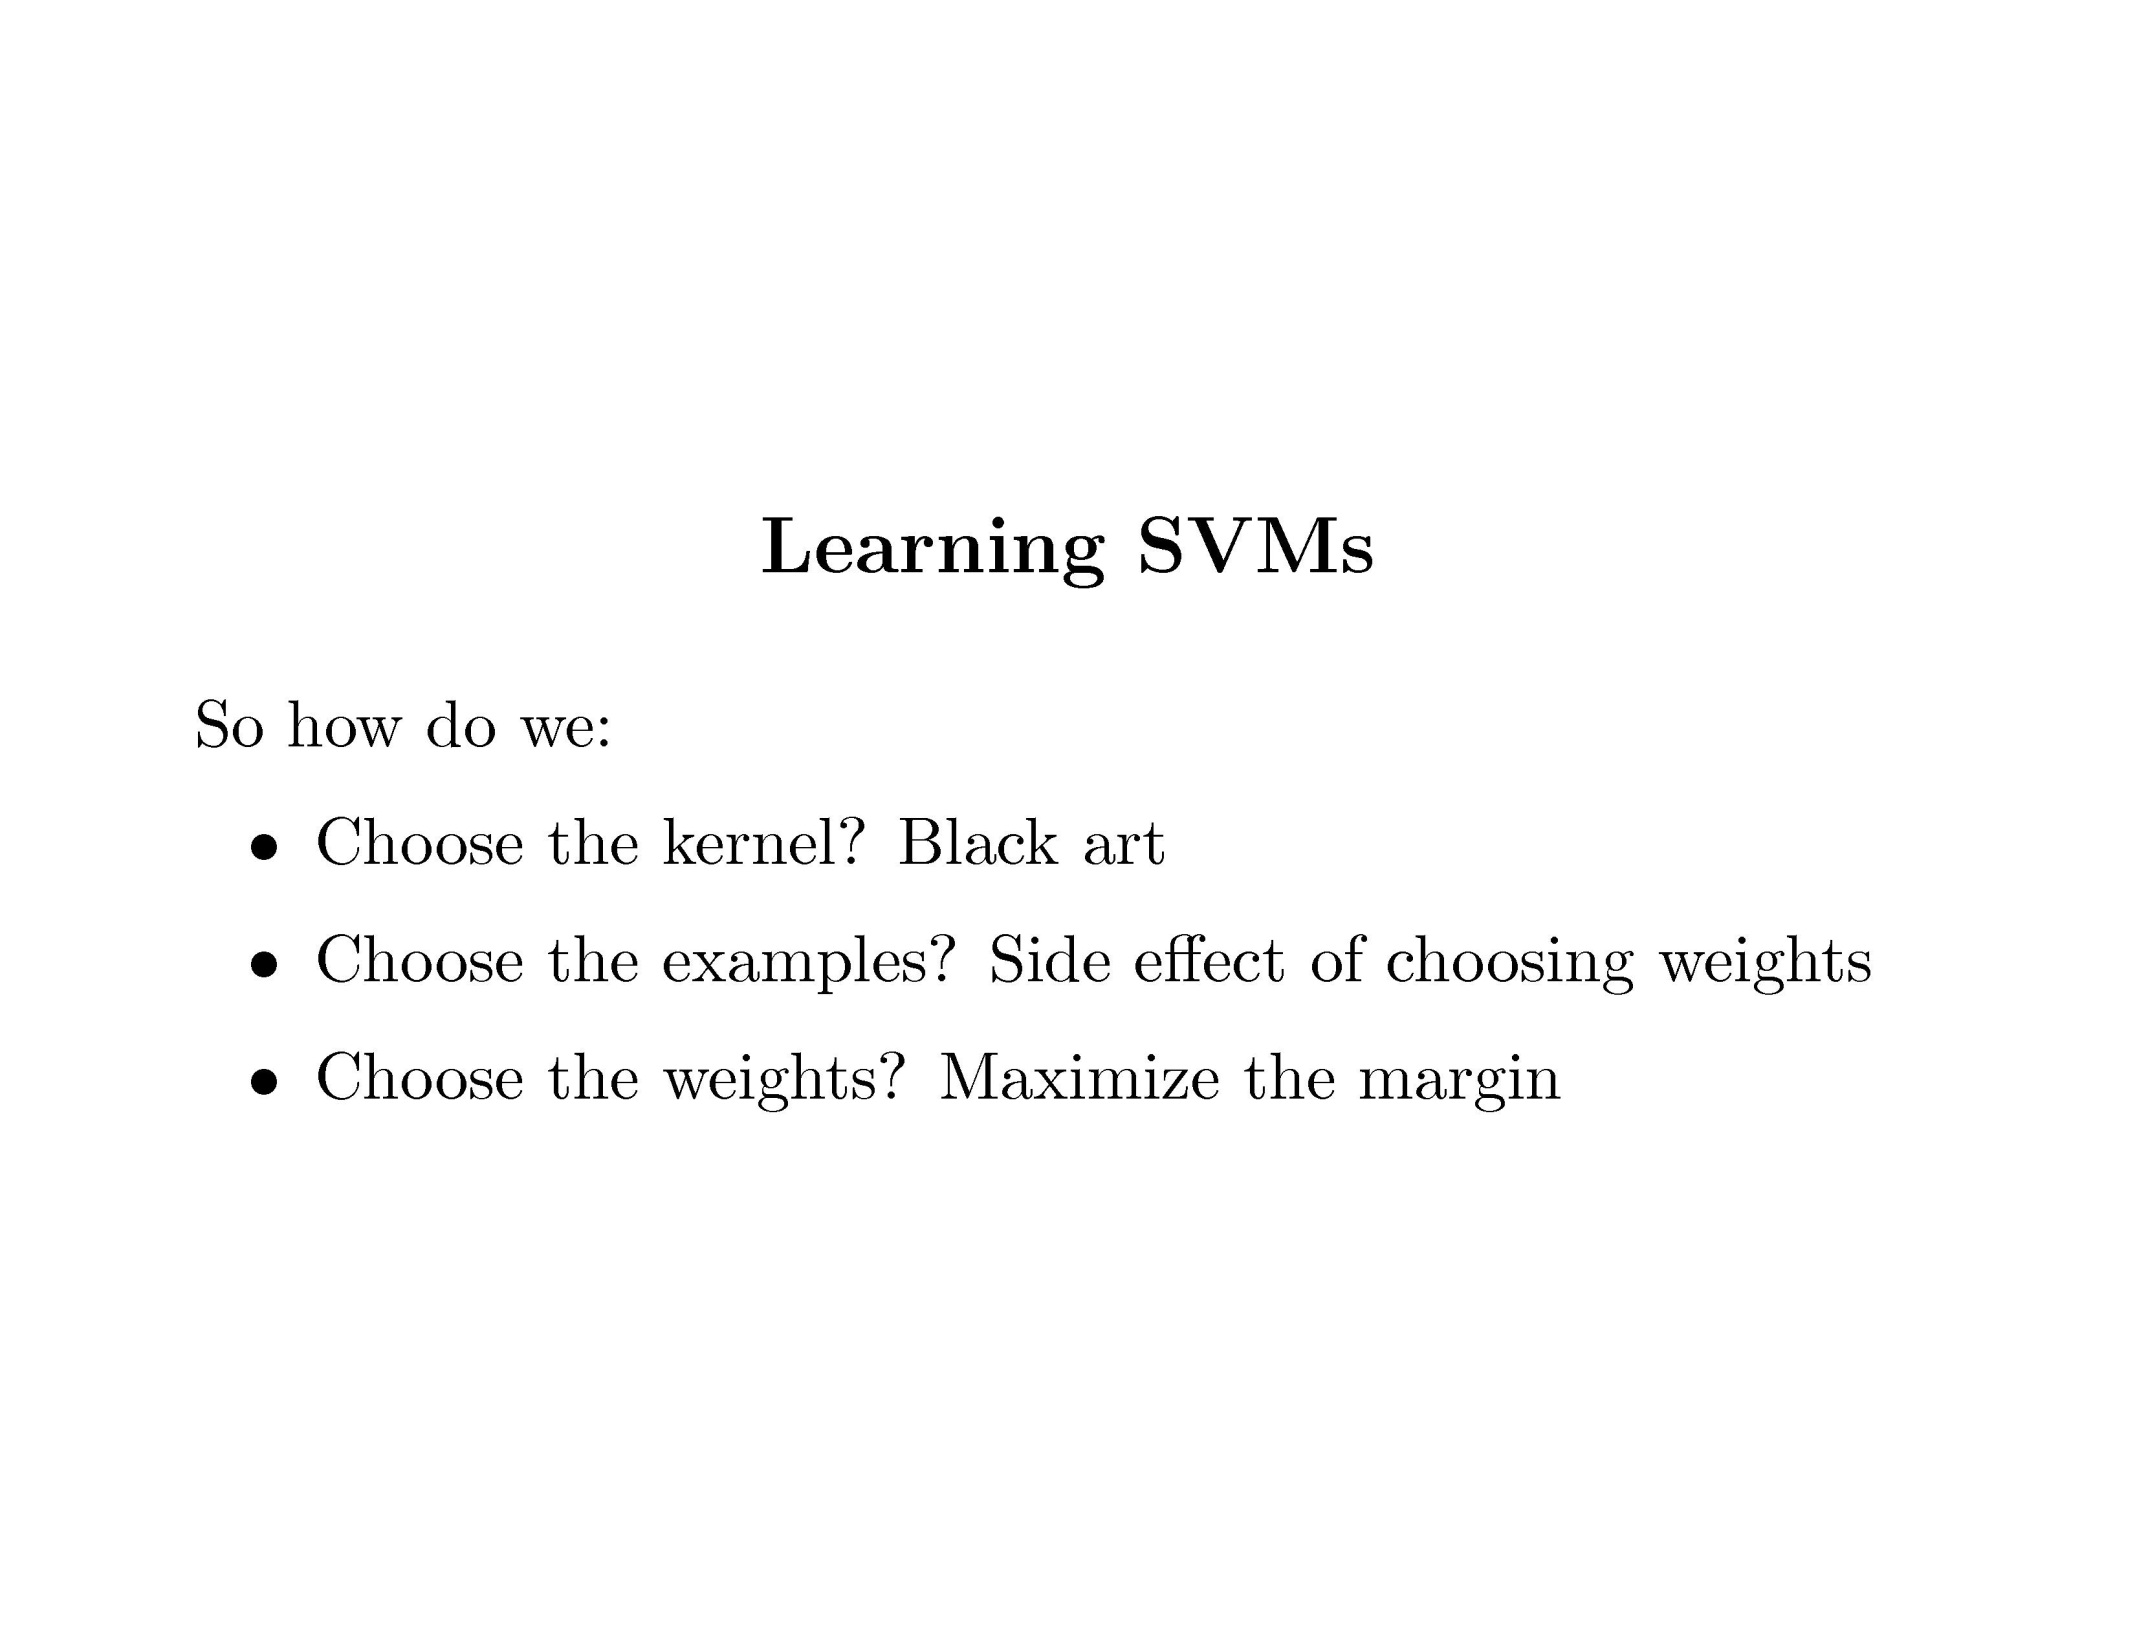 Learning SVMs
So how do we:
• Choose the kernel? Black art
• Choose the examples? Side effect of choosing weights
• Choose the weights? Maximize the margin